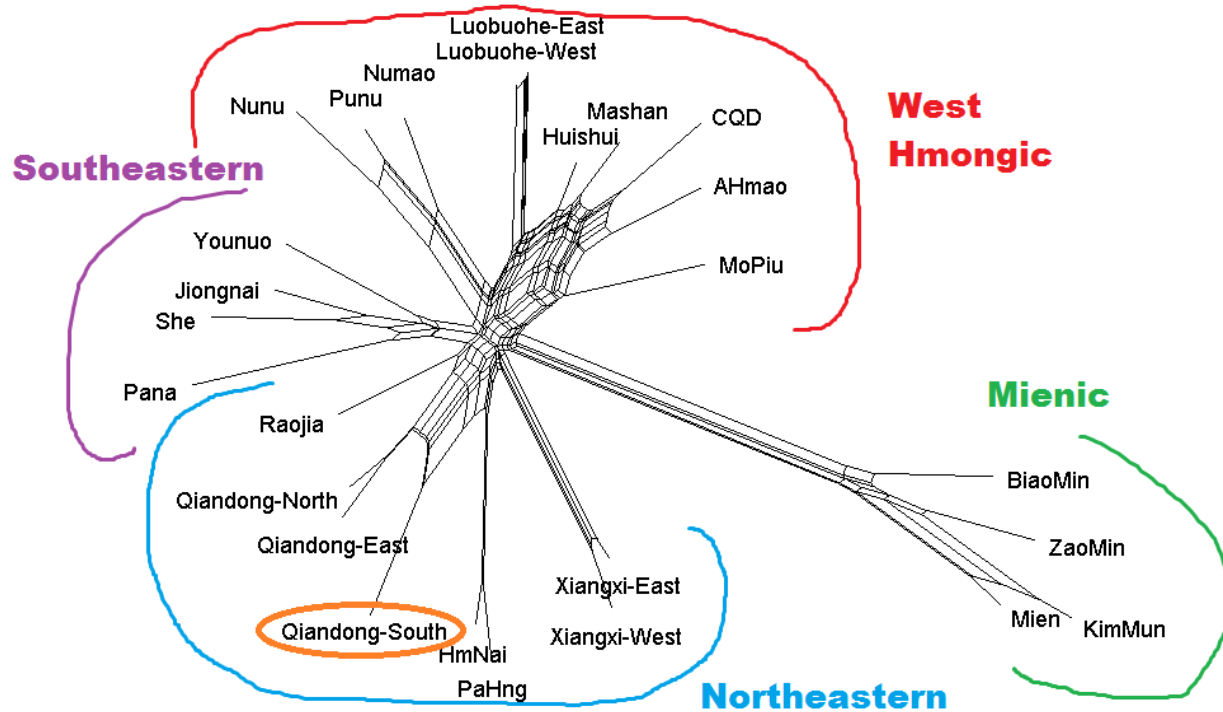 Luobuohe-East
Luobuohe-West
Numao
Punu
Nunu
Mashan
Huishui
CQD
West
Hmongic
Southeastern
AHmao
Younuo
MoPiu
Jiongnai
She
Pana
Raojia
Mienic
Qiandong-North
Qiandong-East
BiaoMin
ZaoMin
Xiangxi-East
Mien
KimMun
Qiandong-South
Xiangxi-West
HmNai
PaHng
Northeastern